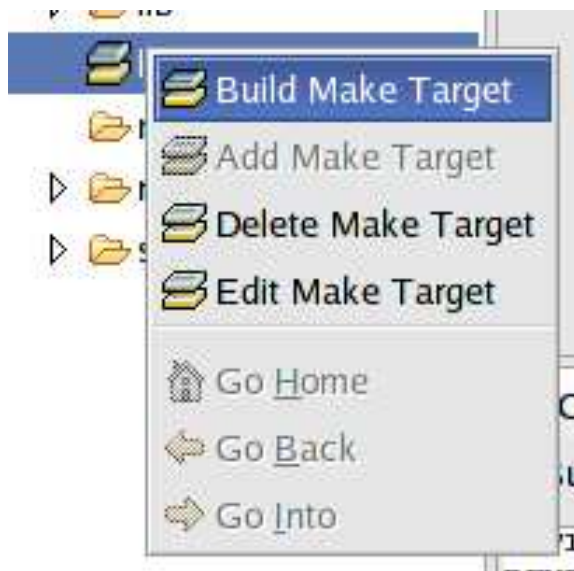 Build Make Target
Add Make Target
Delete Make Target
Edit Make Target
Go Home
Go Back
Go Into